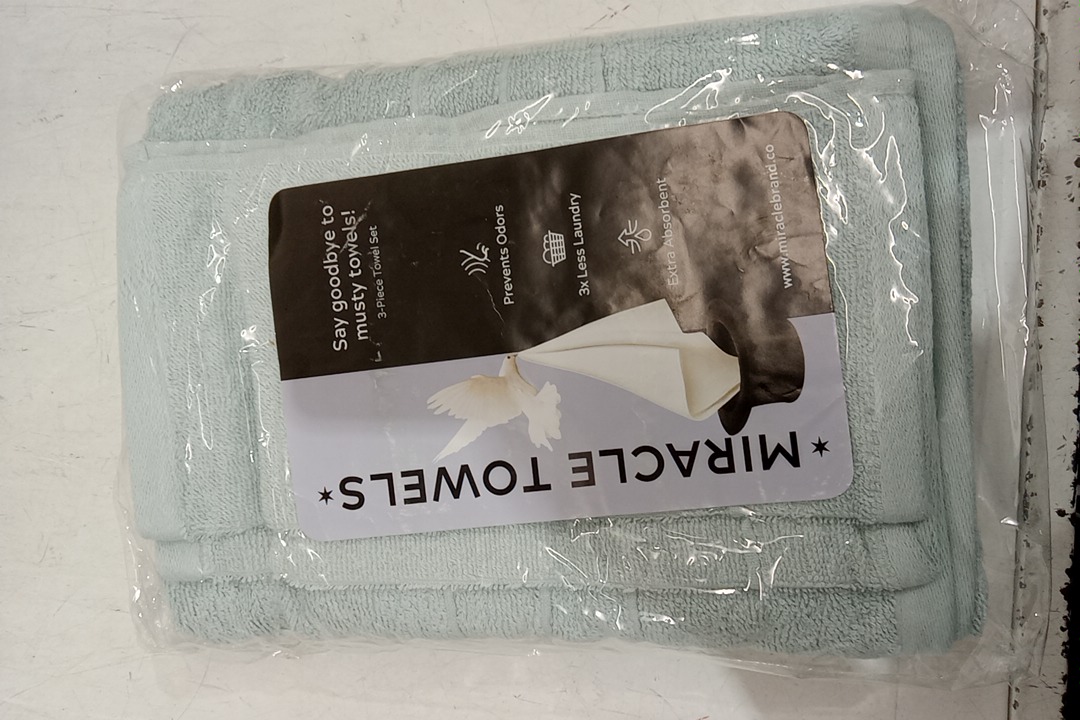 ★MIRACLE TOWELS★
Say goodbye to
musty towels!
3-Piece Towel Set
Prevents Odors
3x Less Laundry
Extra Absorbent
www.miraclebrand.co